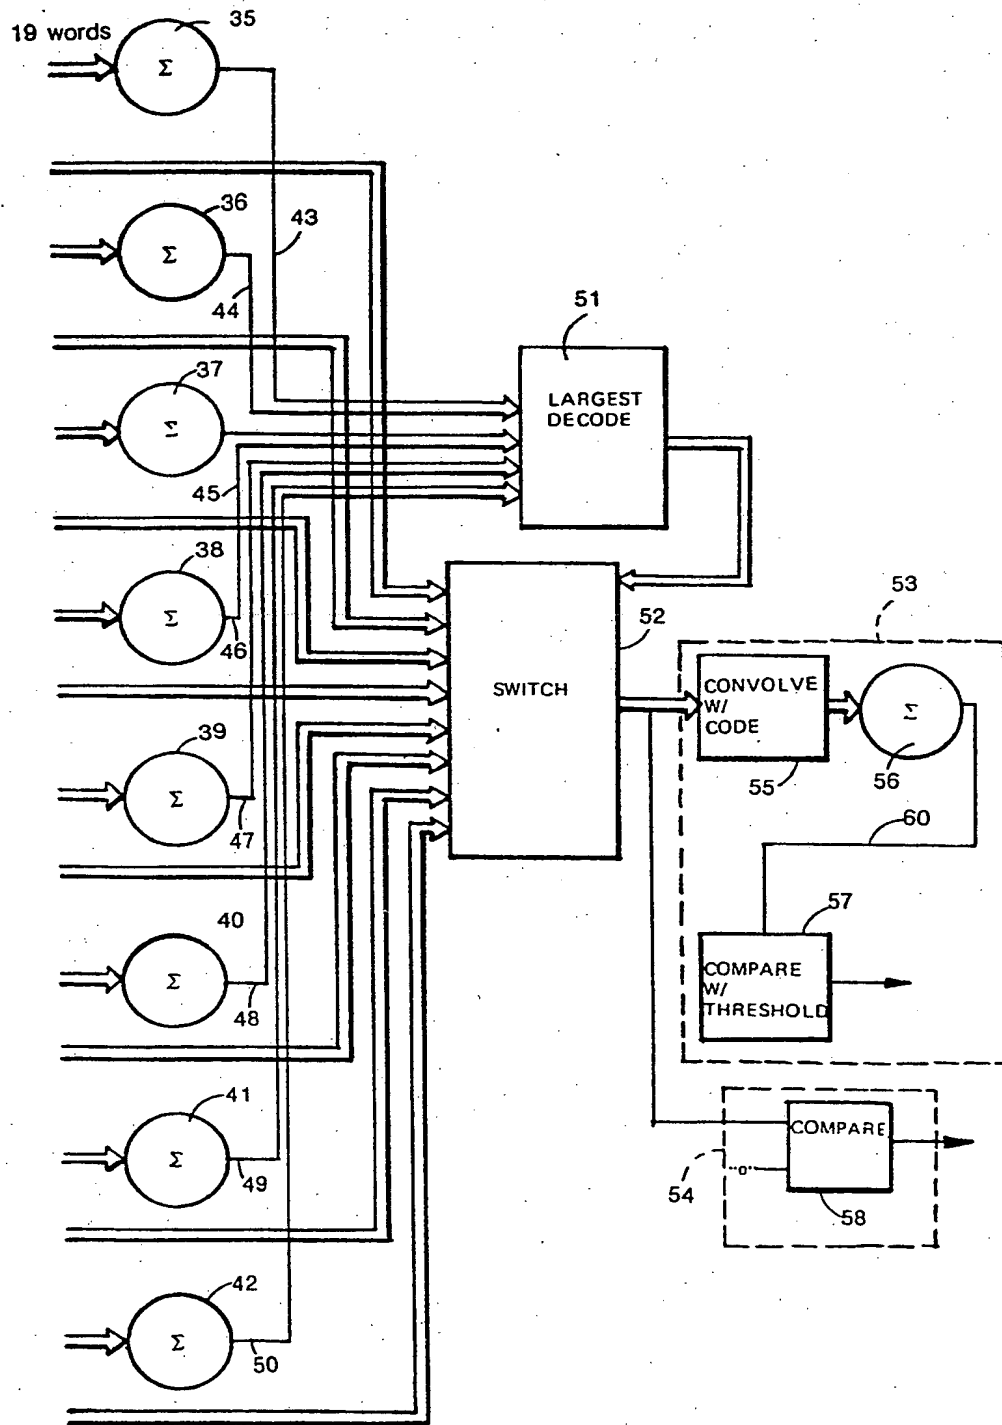 19 words
35
Σ
36
Σ
43
44
37
Σ
51
LARGEST
DECODE
45
38
Σ
46
52
SWITCH
53
CONVOLVE
W/
CODE
Σ
55
56
39
Σ
47
60
57
COMPARE
W/
THRESHOLD
40
Σ
48
41
Σ
49
COMPARE
"0"
54
58
42
Σ
50